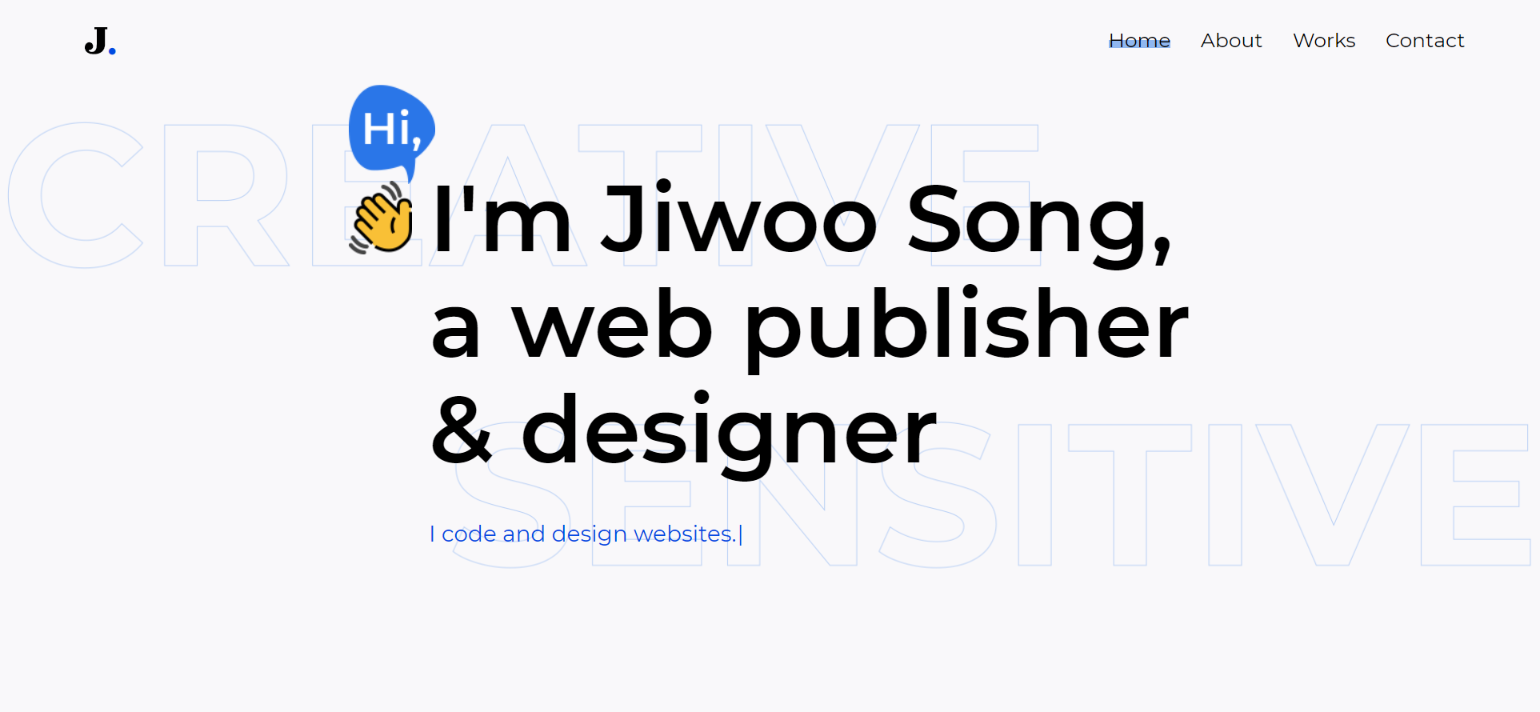 J.
Home About Works Contact
CREATIVE
Hi,
I'm Jiwoo Song,
a web publisher
& designer
SENSITIVE
I code and design websites.|